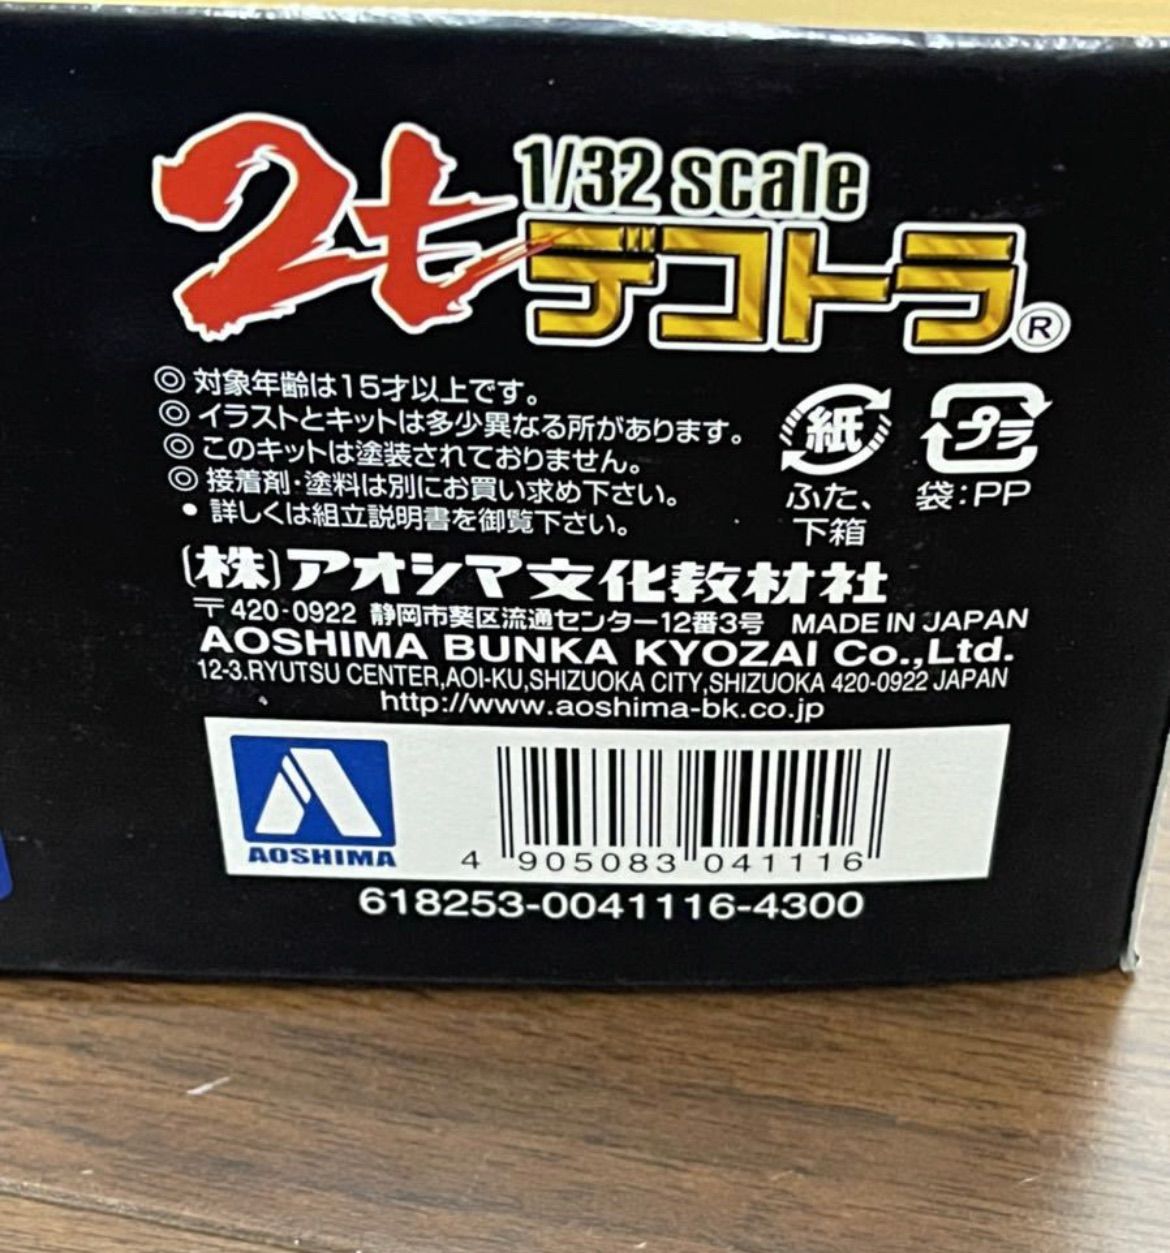 2t 1/32 scale
デコトラ®
◎ 対象年齢は15才以上です。
◎ イラストとキットは多少異なる所があります。
◎ このキットは塗装されておりません。
◎ 接着剤・塗料は別にお買い求め下さい。
• 詳しくは組立説明書を御覧下さい。
紙
ふた、
下箱
プラ
袋:PP
(株)アオシマ文化教材社
〒420-0922 静岡市葵区流通センター12番3号 MADE IN JAPAN
AOSHIMA BUNKA KYOZAI Co.,Ltd.
12-3.RYUTSU CENTER,AOI-KU,SHIZUOKA CITY,SHIZUOKA 420-0922 JAPAN
http://www.aoshima-bk.co.jp
AOSHIMA
4 905083 041116
618253-0041116-4300